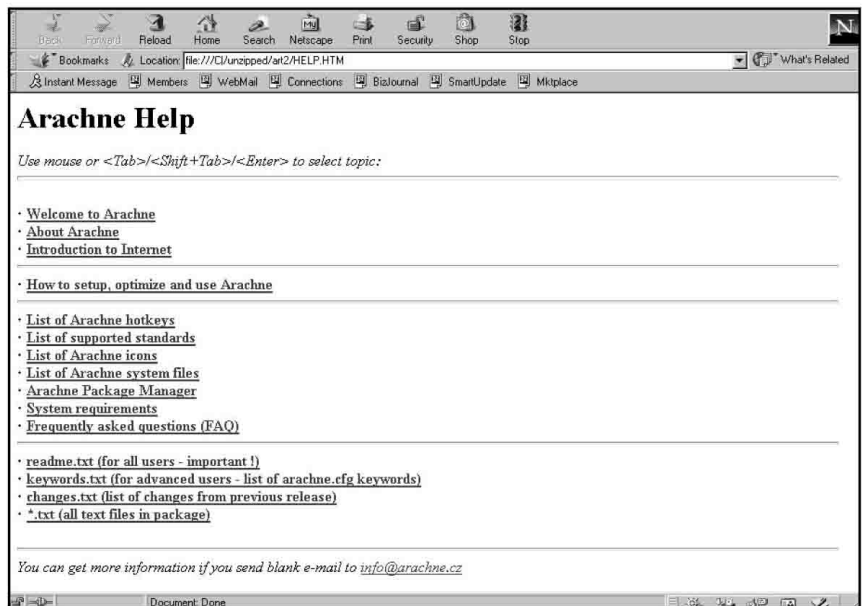 Back Forward Reload Home Search Netscape Print Security Shop Stop
Bookmarks Location: file:///C|/unzipped/art2/HELP.HTM What's Related
Instant Message Members WebMail Connections BizJournal SmartUpdate Mktplace
Arachne Help
Use mouse or <Tab>/<Shift+Tab>/<Enter> to select topic:
· Welcome to Arachne
· About Arachne
· Introduction to Internet
· How to setup, optimize and use Arachne
· List of Arachne hotkeys
· List of supported standards
· List of Arachne icons
· List of Arachne system files
· Arachne Package Manager
· System requirements
· Frequently asked questions (FAQ)
· readme.txt (for all users - important !)
· keywords.txt (for advanced users - list of arachne.cfg keywords)
· changes.txt (list of changes from previous release)
· *.txt (all text files in package)
You can get more information if you send blank e-mail to info@arachne.cz
Document: Done